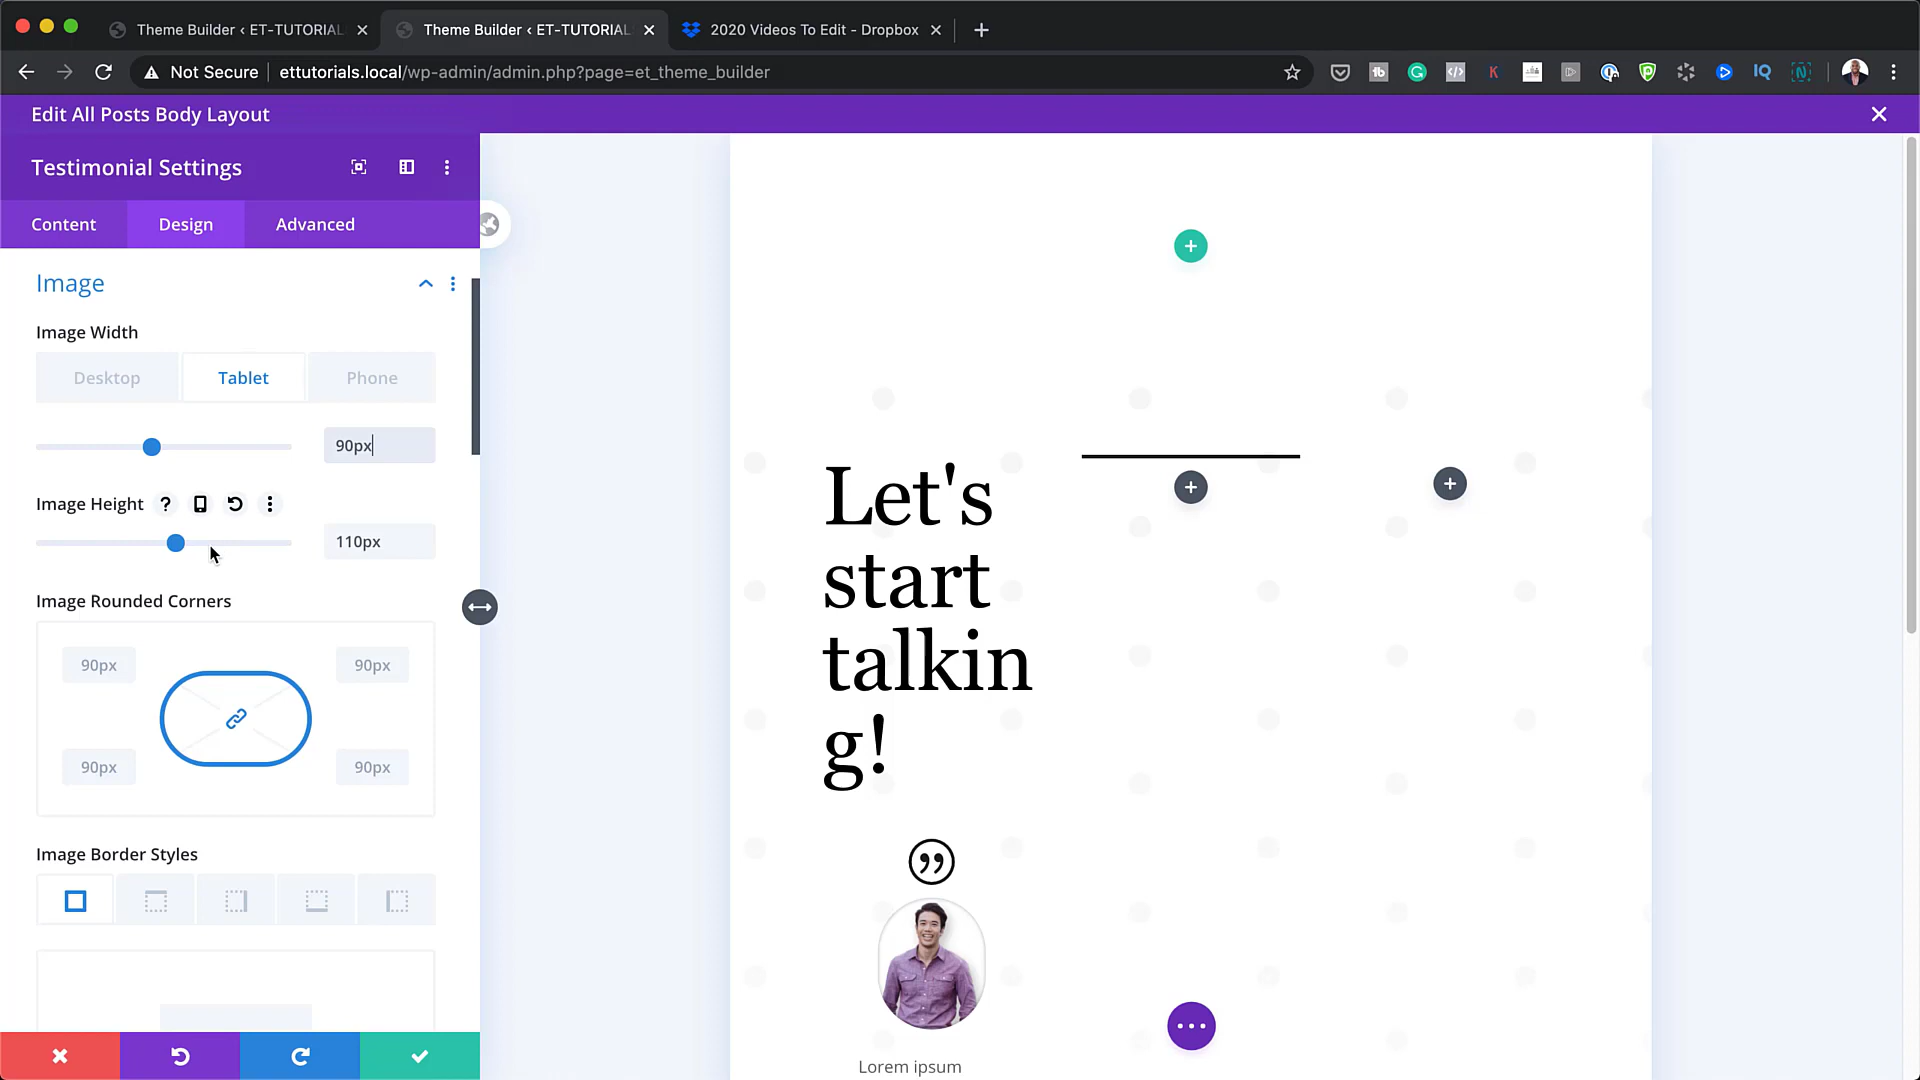 Theme Builder ‹ ET-TUTORIAL
Theme Builder ‹ ET-TUTORIAL
2020 Videos To Edit - Dropbox
Not Secure
ettutorials.local/wp-admin/admin.php?page=et_theme_builder
tb
K
IQ
N
Edit All Posts Body Layout
Testimonial Settings
Content
Design
Advanced
Image
Image Width
Desktop
Tablet
Phone
90px
Image Height
?
110px
Image Rounded Corners
90px
90px
90px
90px
Image Border Styles
Let's
start
talkin
g!
Lorem ipsum